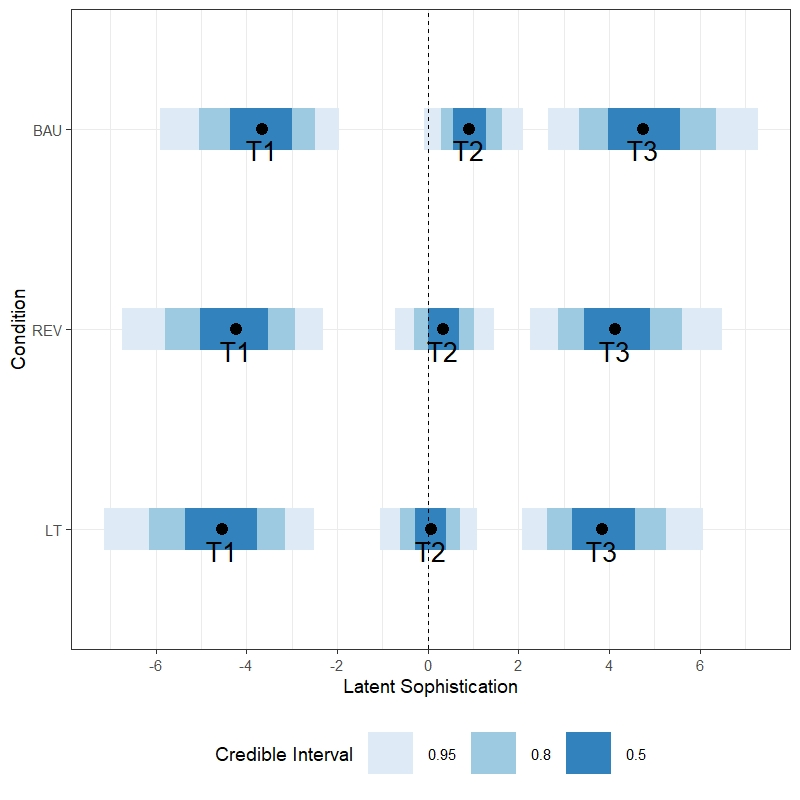 BAU
T1 T2 T3
Condition
REV
T1 T2 T3
LT
T1 T2 T3
-6 -4 -2 0 2 4 6
Latent Sophistication
Credible Interval 0.95 0.8 0.5